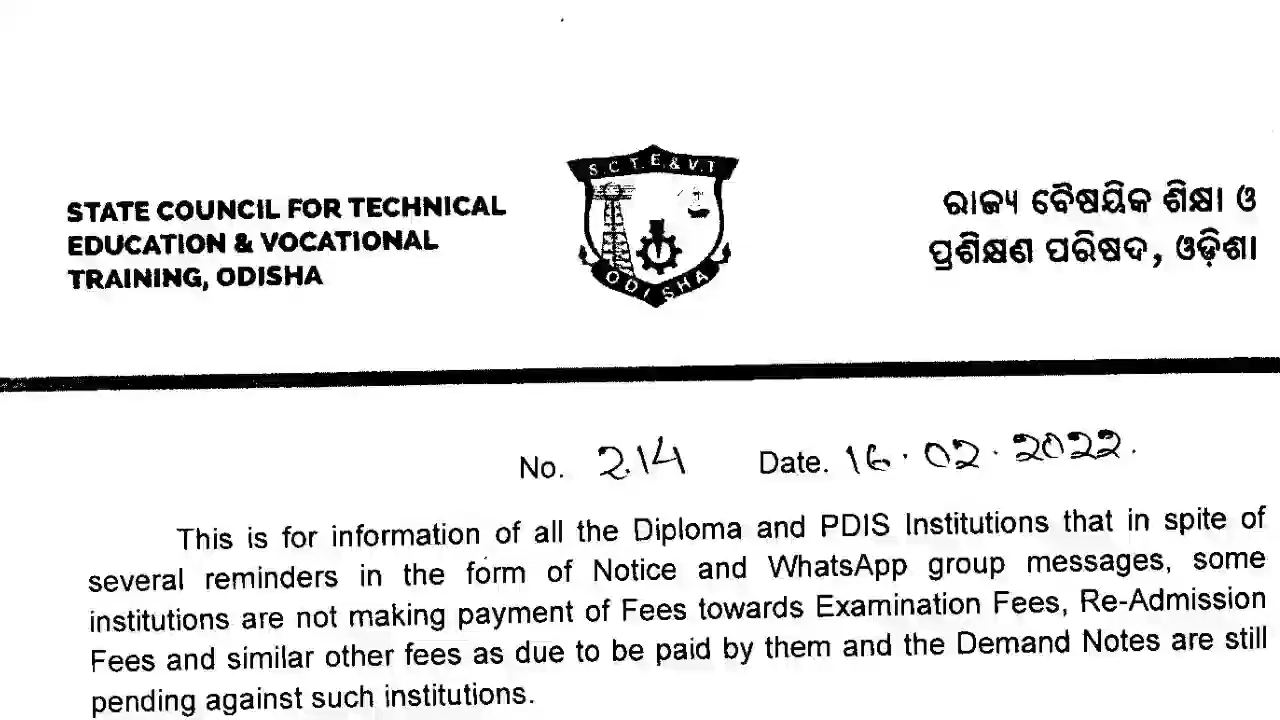 STATE COUNCIL FOR TECHNICAL
EDUCATION & VOCATIONAL
TRAINING, ODISHA
S.C.T.E.& V.T
ODISHA
ରାଜ୍ୟ ବୈଷୟିକ ଶିକ୍ଷା ଓ
ପ୍ରଶିକ୍ଷଣ ପରିଷଦ, ଓଡ଼ିଶା
No. 214 Date. 16.02.2022.
This is for information of all the Diploma and PDIS Institutions that in spite of
several reminders in the form of Notice and WhatsApp group messages, some
institutions are not making payment of Fees towards Examination Fees, Re-Admission
Fees and similar other fees as due to be paid by them and the Demand Notes are still
pending against such institutions.